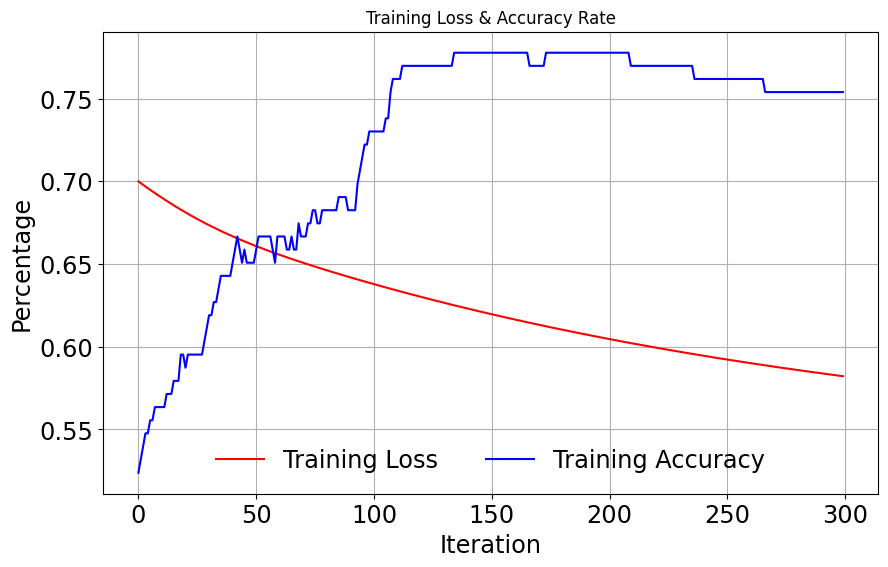 Training Loss & Accuracy Rate
0.75
0.70
0.65
0.60
0.55
Percentage
Training Loss Training Accuracy
0 50 100 150 200 250 300
Iteration